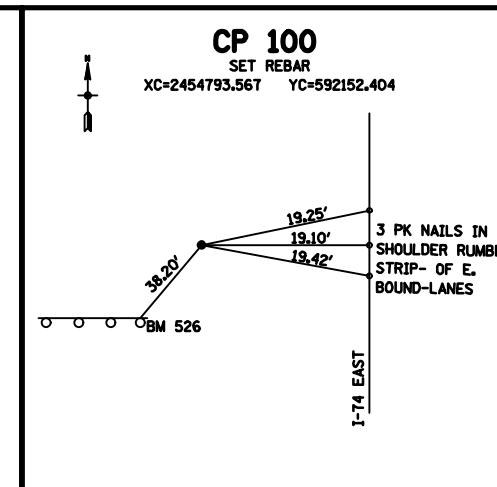 CP 100
SET REBAR
XC=2454793.567 YC=592152.404
N
19.25'
19.10'
19.42'
38.20'
3 PK NAILS IN
SHOULDER RUMBL
STRIP- OF E.
BOUND-LANES
BM 526
I-74 EAST